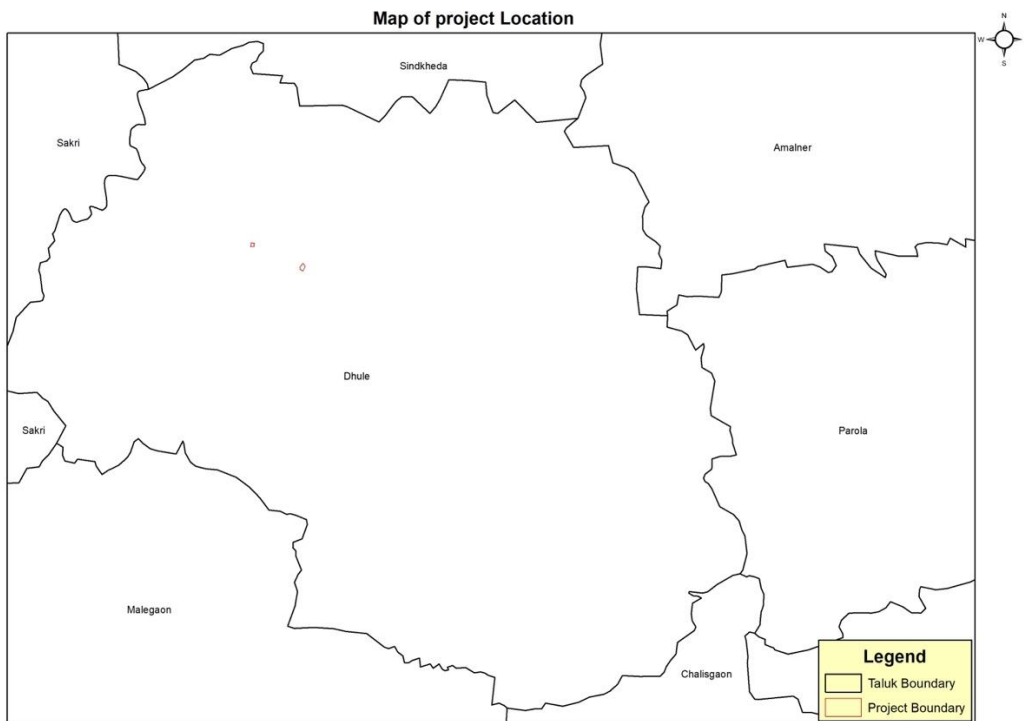 Map of project Location
N
W
S
Sindkheda
Sakri
Amalner
Dhule
Sakri
Parola
Malegaon
Chalisgaon
Legend
Taluk Boundary
Project Boundary